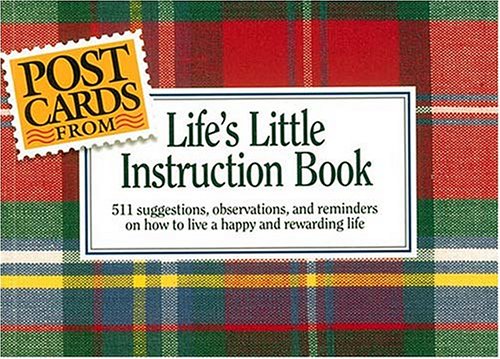 POST
CARDS
FROM
Life's Little
Instruction Book
511 suggestions, observations, and reminders
on how to live a happy and rewarding life